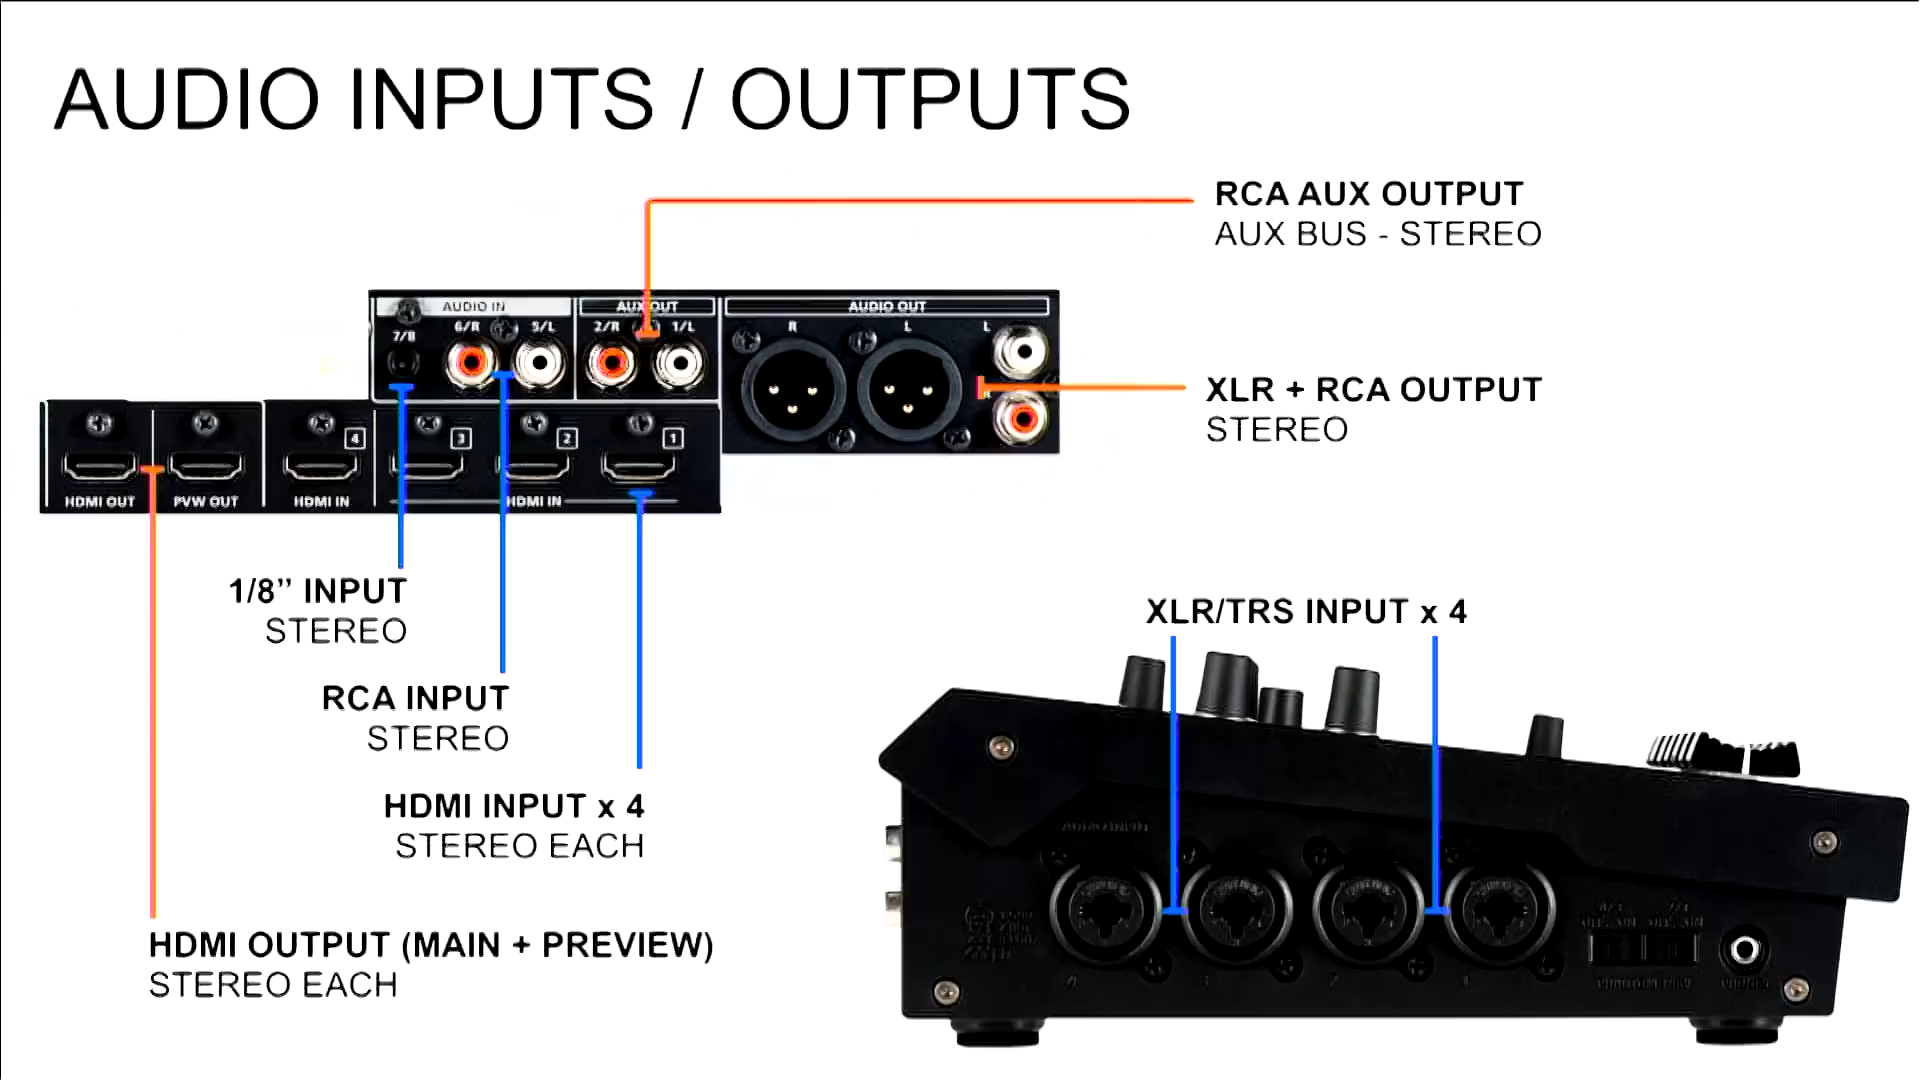 AUDIO INPUTS / OUTPUTS
RCA AUX OUTPUT
AUX BUS - STEREO
AUDIO IN
AUX OUT
AUDIO OUT
6/R
5/L
2/R
1/L
R
L
L
XLR + RCA OUTPUT
STEREO
4
3
2
1
HDMI OUT
PVW OUT
HDMI IN
HDMI IN
1/8” INPUT
STEREO
XLR/TRS INPUT x 4
RCA INPUT
STEREO
HDMI INPUT x 4
STEREO EACH
HDMI OUTPUT (MAIN + PREVIEW)
STEREO EACH